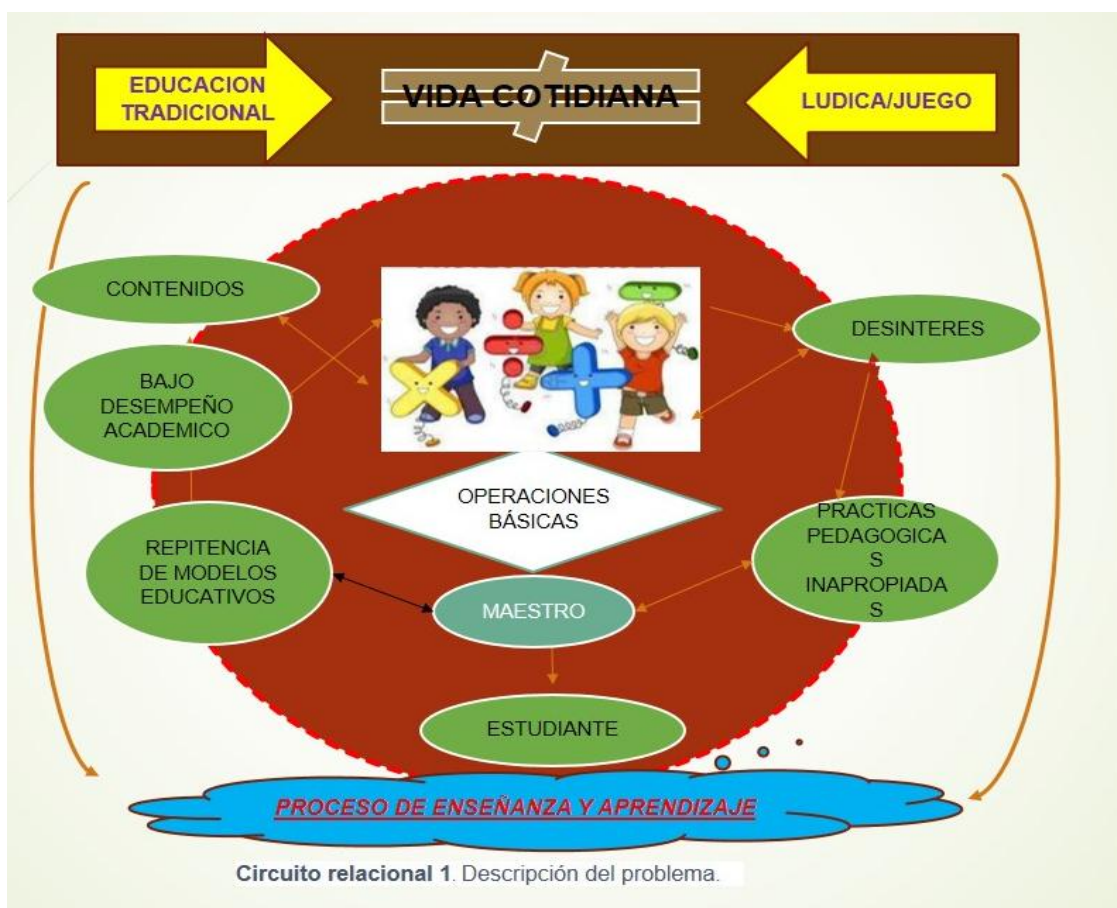 EDUCACION
TRADICIONAL
VIDA COTIDIANA
LUDICA/JUEGO
CONTENIDOS
DESINTERES
BAJO
DESEMPEÑO
ACADEMICO
OPERACIONES
BÁSICAS
PRACTICAS
PEDAGOGICA
S
INAPROPIADA
S
REPITENCIA
DE MODELOS
EDUCATIVOS
MAESTRO
ESTUDIANTE
PROCESO DE ENSEÑANZA Y APRENDIZAJE
Circuito relacional 1. Descripción del problema.